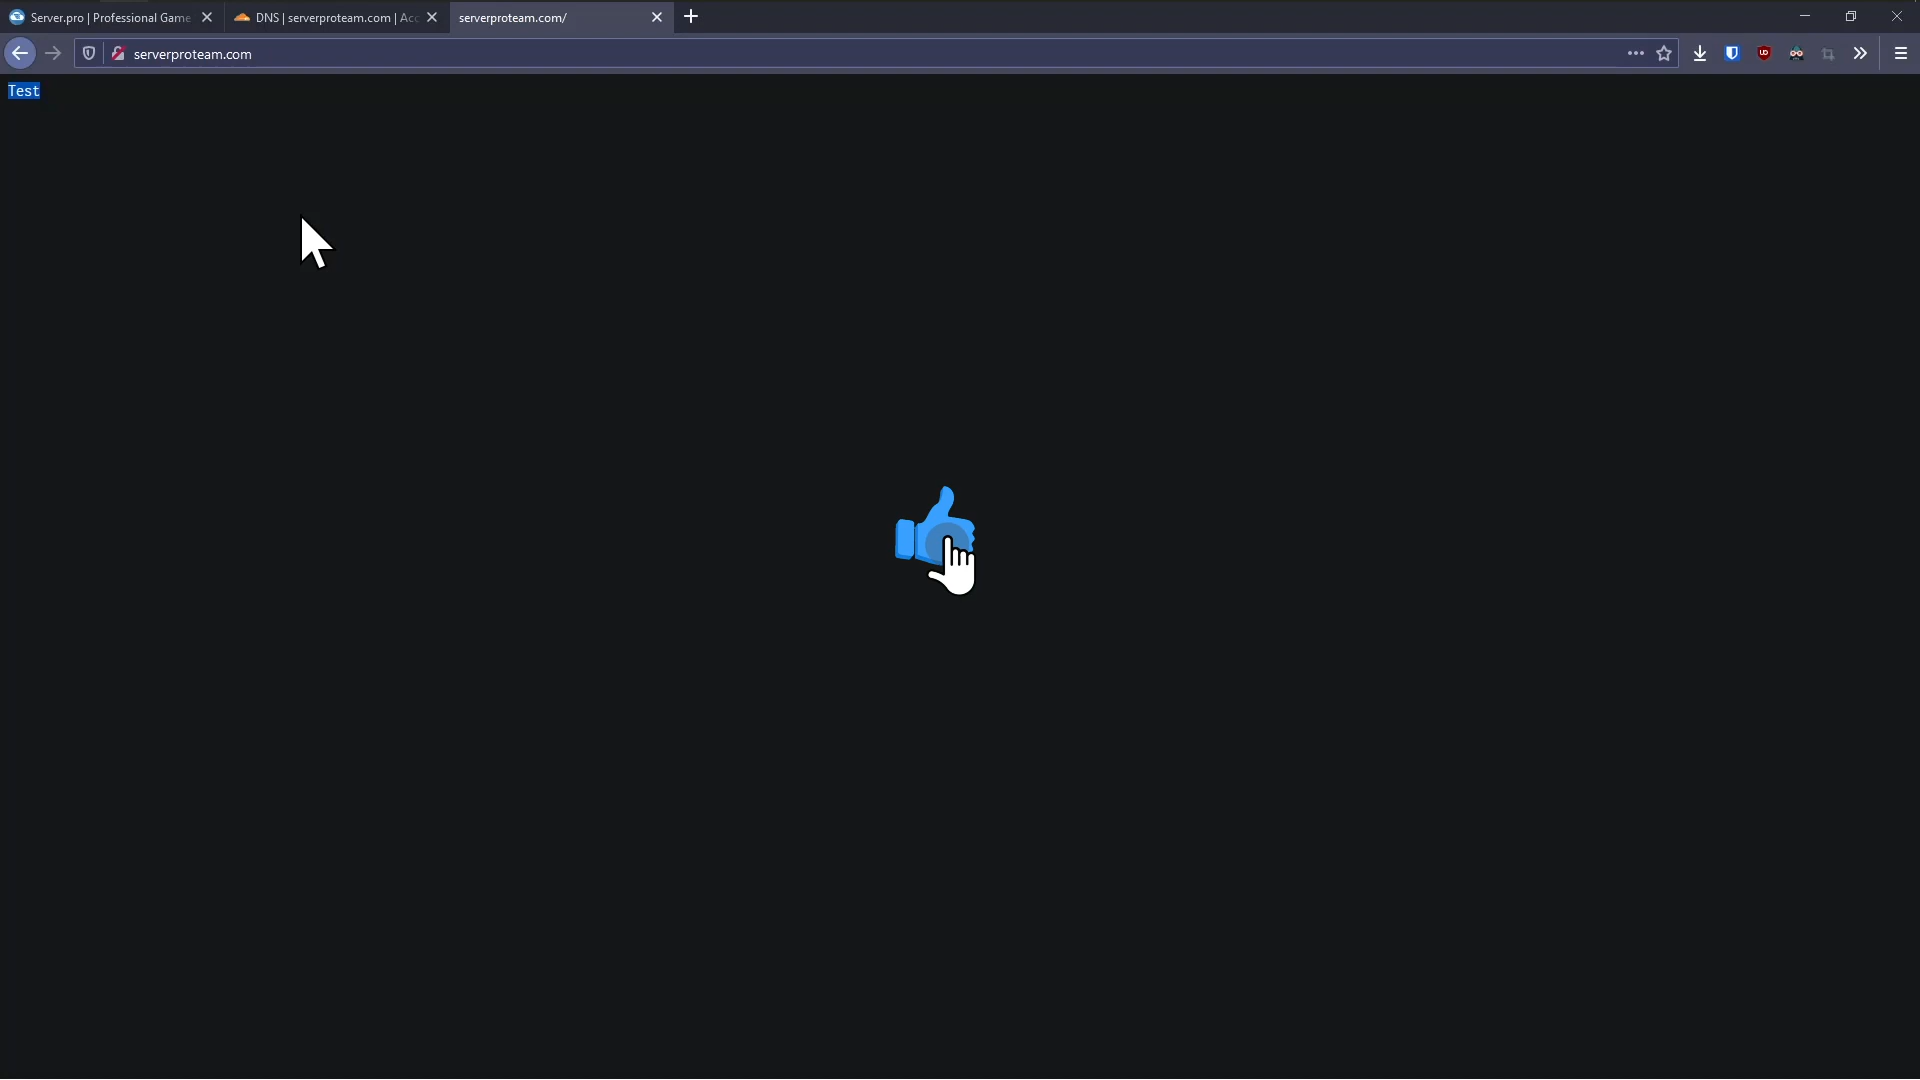 Server.pro | Professional Game
DNS | serverproteam.com | Acc
serverproteam.com/
serverproteam.com
Test